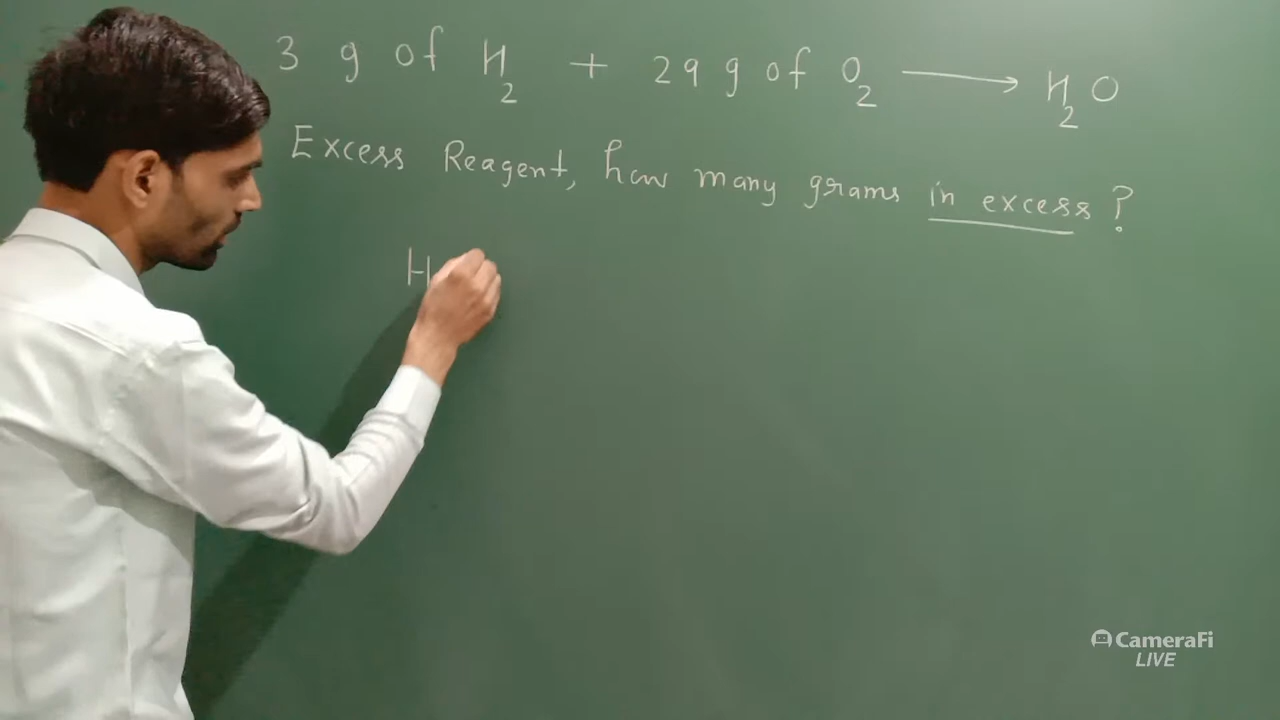 3 g of H2 + 29 g of O2 ⟶ H2O
Excess Reagent, how many grams in excess ?
H
CameraFi
LIVE